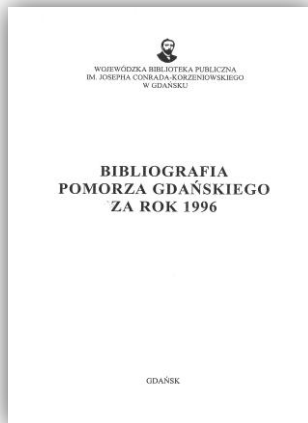 WOJEWÓDZKA BIBLIOTEKA PUBLICZNA
IM. JOSEPHA CONRADA-KORZENIOWSKIEGO
W GDAŃSKU
BIBLIOGRAFIA
POMORZA GDAŃSKIEGO
ZA ROK 1996
GDAŃSK